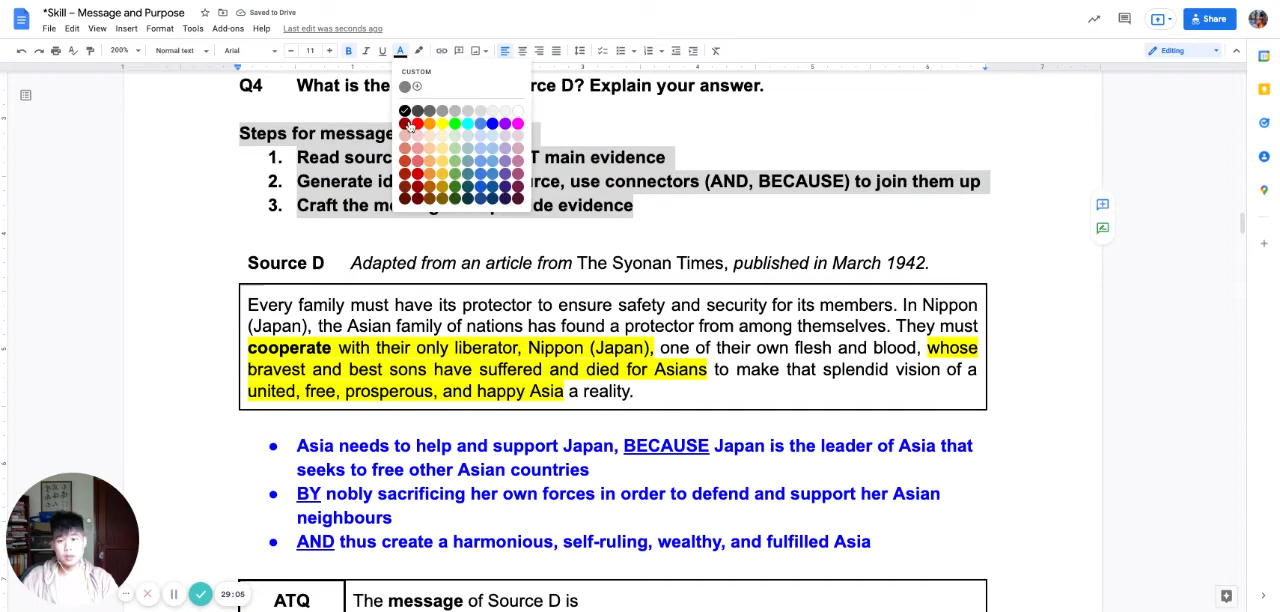 *Skill – Message and Purpose
Saved to Drive
File Edit View Insert Format Tools Add-ons Help Last edit was seconds ago
Share
200% Normal text Arial 11 B I U A
Editing
CUSTOM
1 1 3 4 5 6 7
Q4 What is the rce D? Explain your answer.
Steps for message
1. Read sourc T main evidence
2. Generate id rce, use connectors (AND, BECAUSE) to join them up
3. Craft the me de evidence
Source D Adapted from an article from The Syonan Times, published in March 1942.
Every family must have its protector to ensure safety and security for its members. In Nippon
(Japan), the Asian family of nations has found a protector from among themselves. They must
cooperate with their only liberator, Nippon (Japan), one of their own flesh and blood, whose
bravest and best sons have suffered and died for Asians to make that splendid vision of a
united, free, prosperous, and happy Asia a reality.
● Asia needs to help and support Japan, BECAUSE Japan is the leader of Asia that
seeks to free other Asian countries
● BY nobly sacrificing her own forces in order to defend and support her Asian
neighbours
● AND thus create a harmonious, self-ruling, wealthy, and fulfilled Asia
29:05
ATQ The message of Source D is